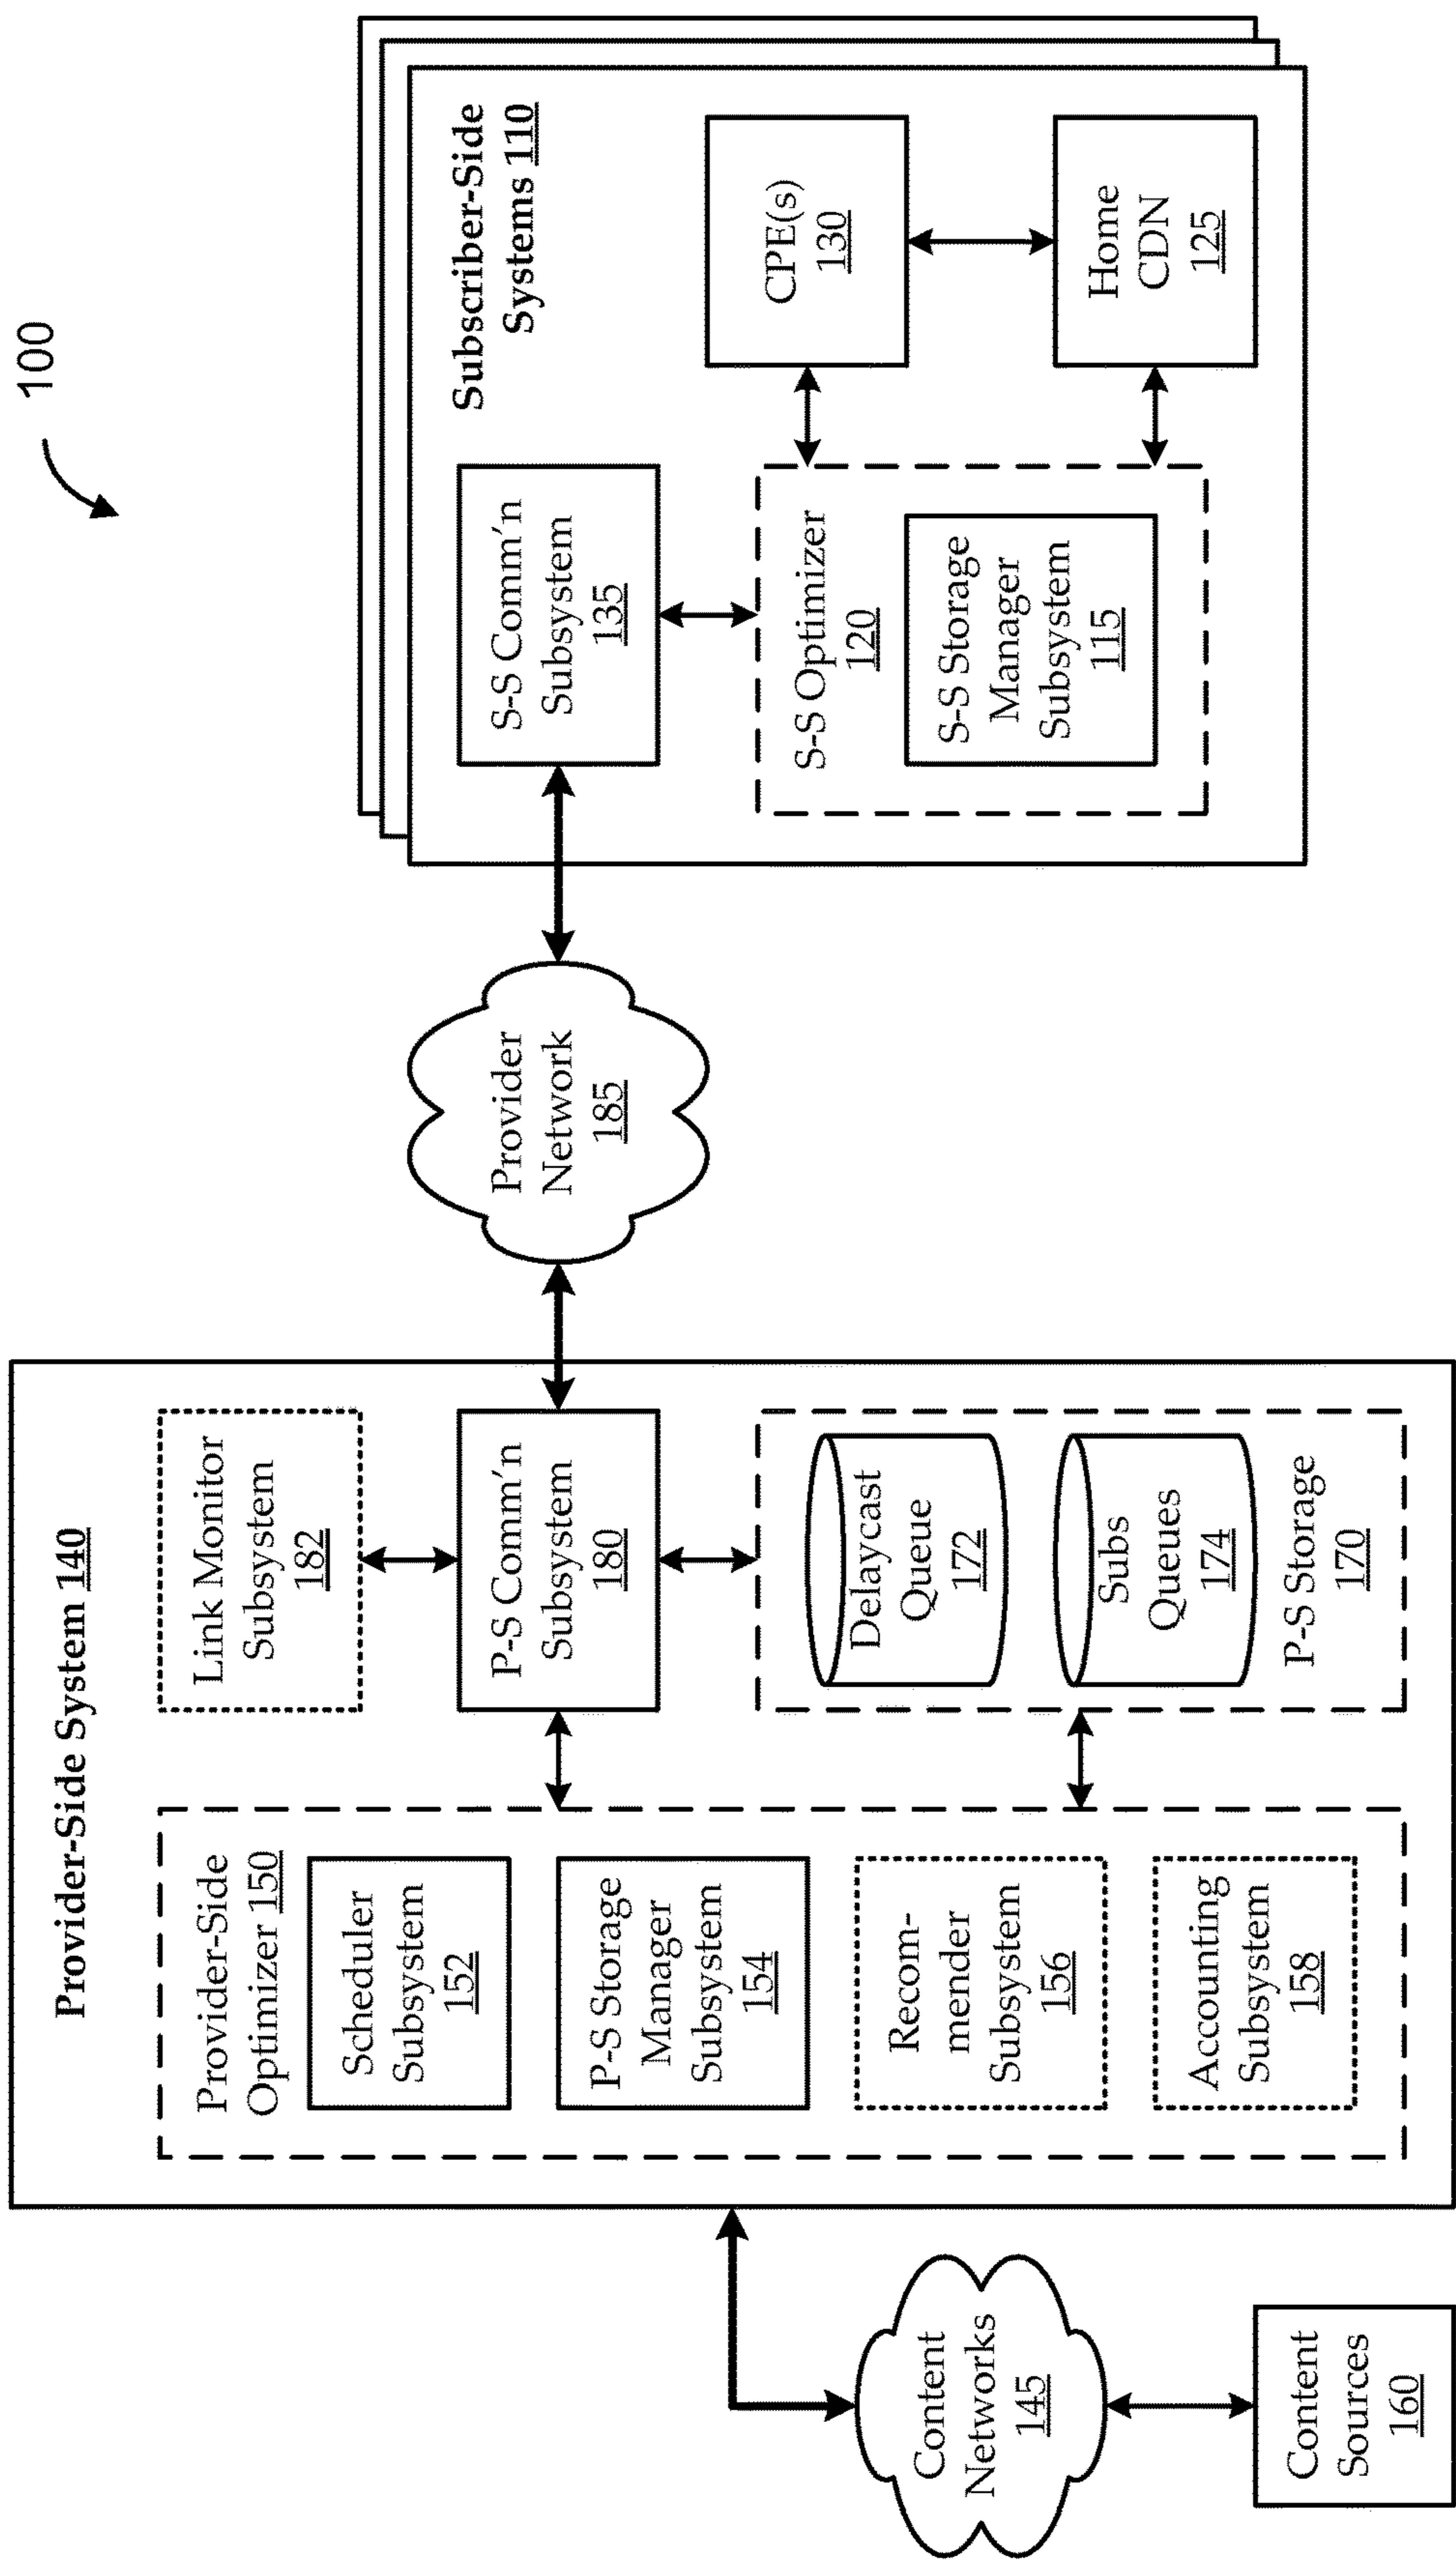 100
Provider-Side System 140
Provider-Side
Optimizer 150
Scheduler
Subsystem
152
P-S Storage
Manager
Subsystem
154
Recom-
mender
Subsystem
156
Accounting
Subsystem
158
Link Monitor
Subsystem
182
P-S Comm'n
Subsystem
180
Delaycast
Queue
172
Subs
Queues
174
P-S Storage
170
Content
Networks
145
Content
Sources
160
Provider
Network
185
Subscriber-Side
Systems 110
S-S Comm'n
Subsystem
135
S-S Optimizer
120
S-S Storage
Manager
Subsystem
115
CPE(s)
130
Home
CDN
125